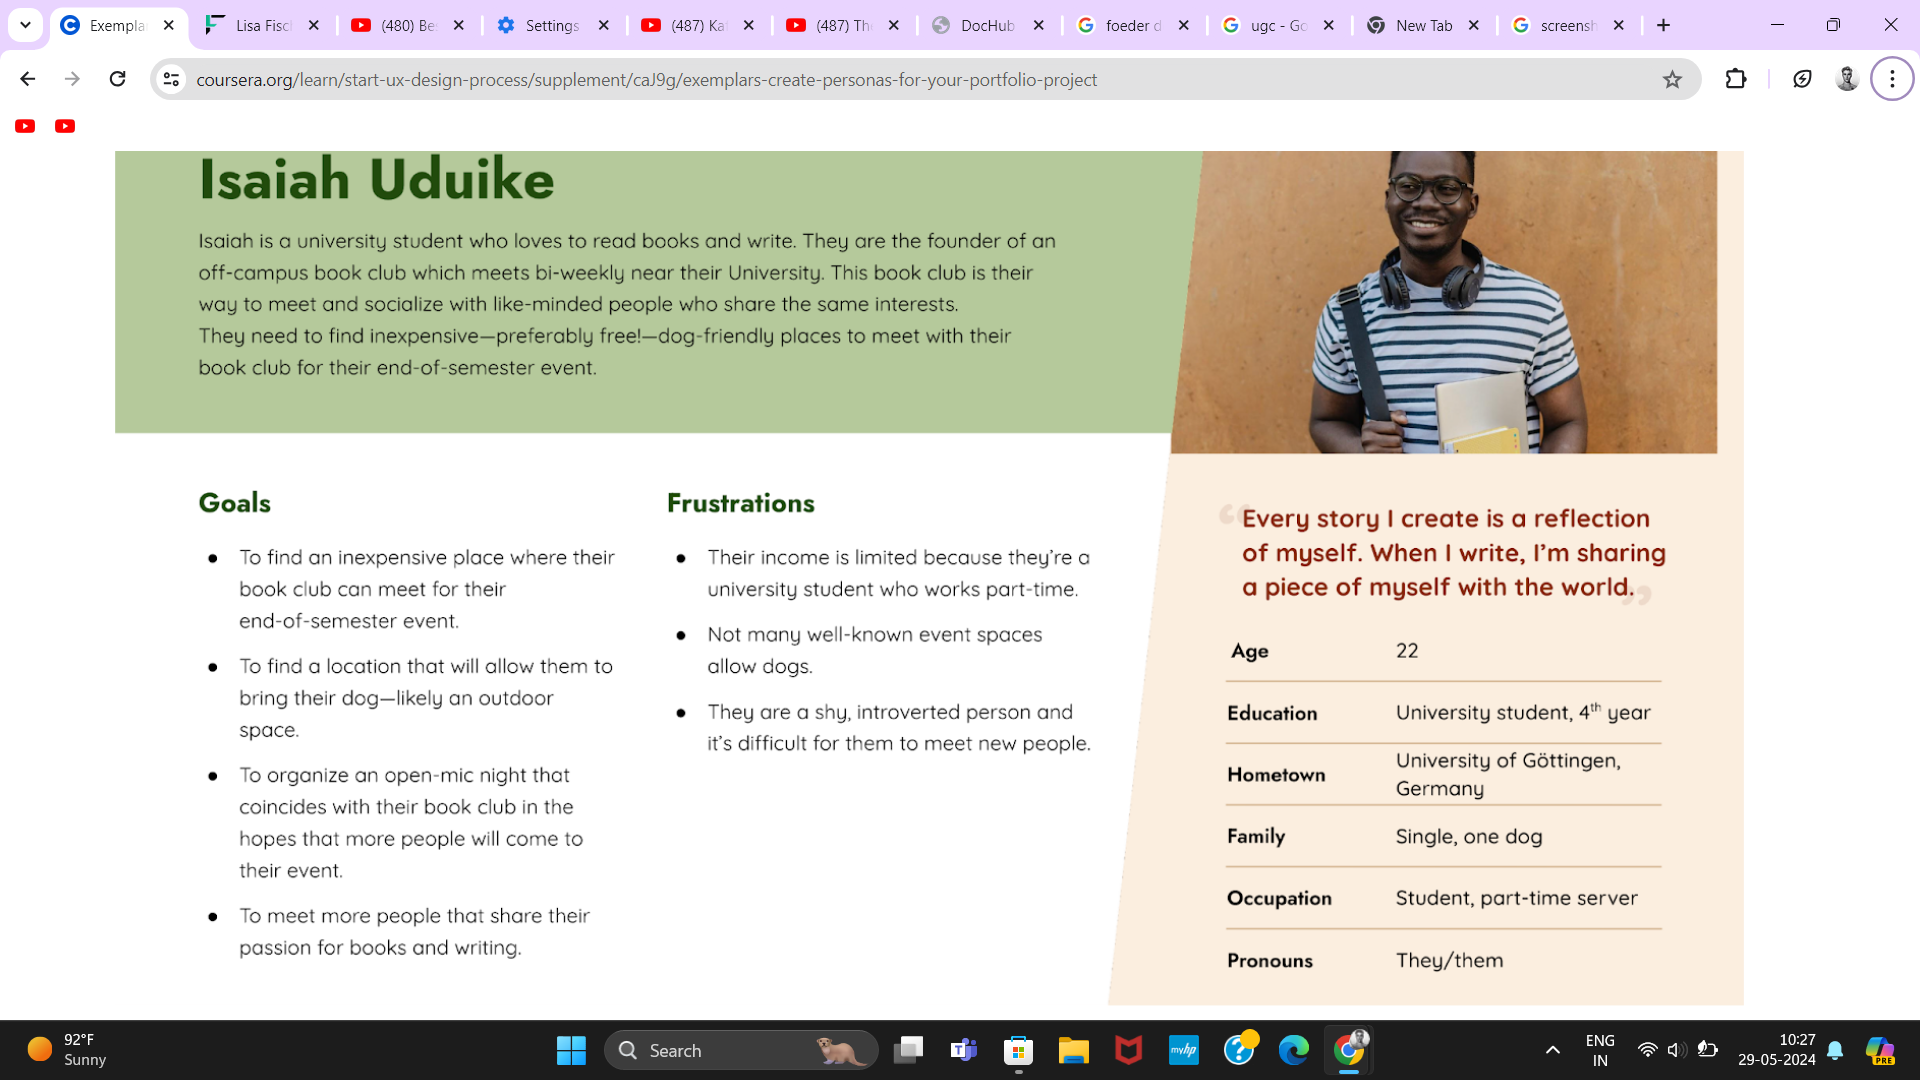 Exemplar
Lisa Fisch
(480) Be
Settings
(487) Ka
(487) Th
DocHub
foeder d
ugc - Go
New Tab
screensh
coursera.org/learn/start-ux-design-process/supplement/caJ9g/exemplars-create-personas-for-your-portfolio-project
Isaiah Uduike
Isaiah is a university student who loves to read books and write. They are the founder of an
off-campus book club which meets bi-weekly near their University. This book club is their
way to meet and socialize with like-minded people who share the same interests.
They need to find inexpensive—preferably free!—dog-friendly places to meet with their
book club for their end-of-semester event.
Goals
● To find an inexpensive place where their
book club can meet for their
end-of-semester event.
● To find a location that will allow them to
bring their dog—likely an outdoor
space.
● To organize an open-mic night that
coincides with their book club in the
hopes that more people will come to
their event.
● To meet more people that share their
passion for books and writing.
Frustrations
● Their income is limited because they’re a
university student who works part-time.
● Not many well-known event spaces
allow dogs.
● They are a shy, introverted person and
it’s difficult for them to meet new people.
“Every story I create is a reflection
of myself. When I write, I’m sharing
a piece of myself with the world.”
Age 22
Education University student, 4th year
Hometown University of Göttingen,
Germany
Family Single, one dog
Occupation Student, part-time server
Pronouns They/them
92°F
Sunny
Search
myhp
ENG
IN
10:27
29-05-2024
PRE